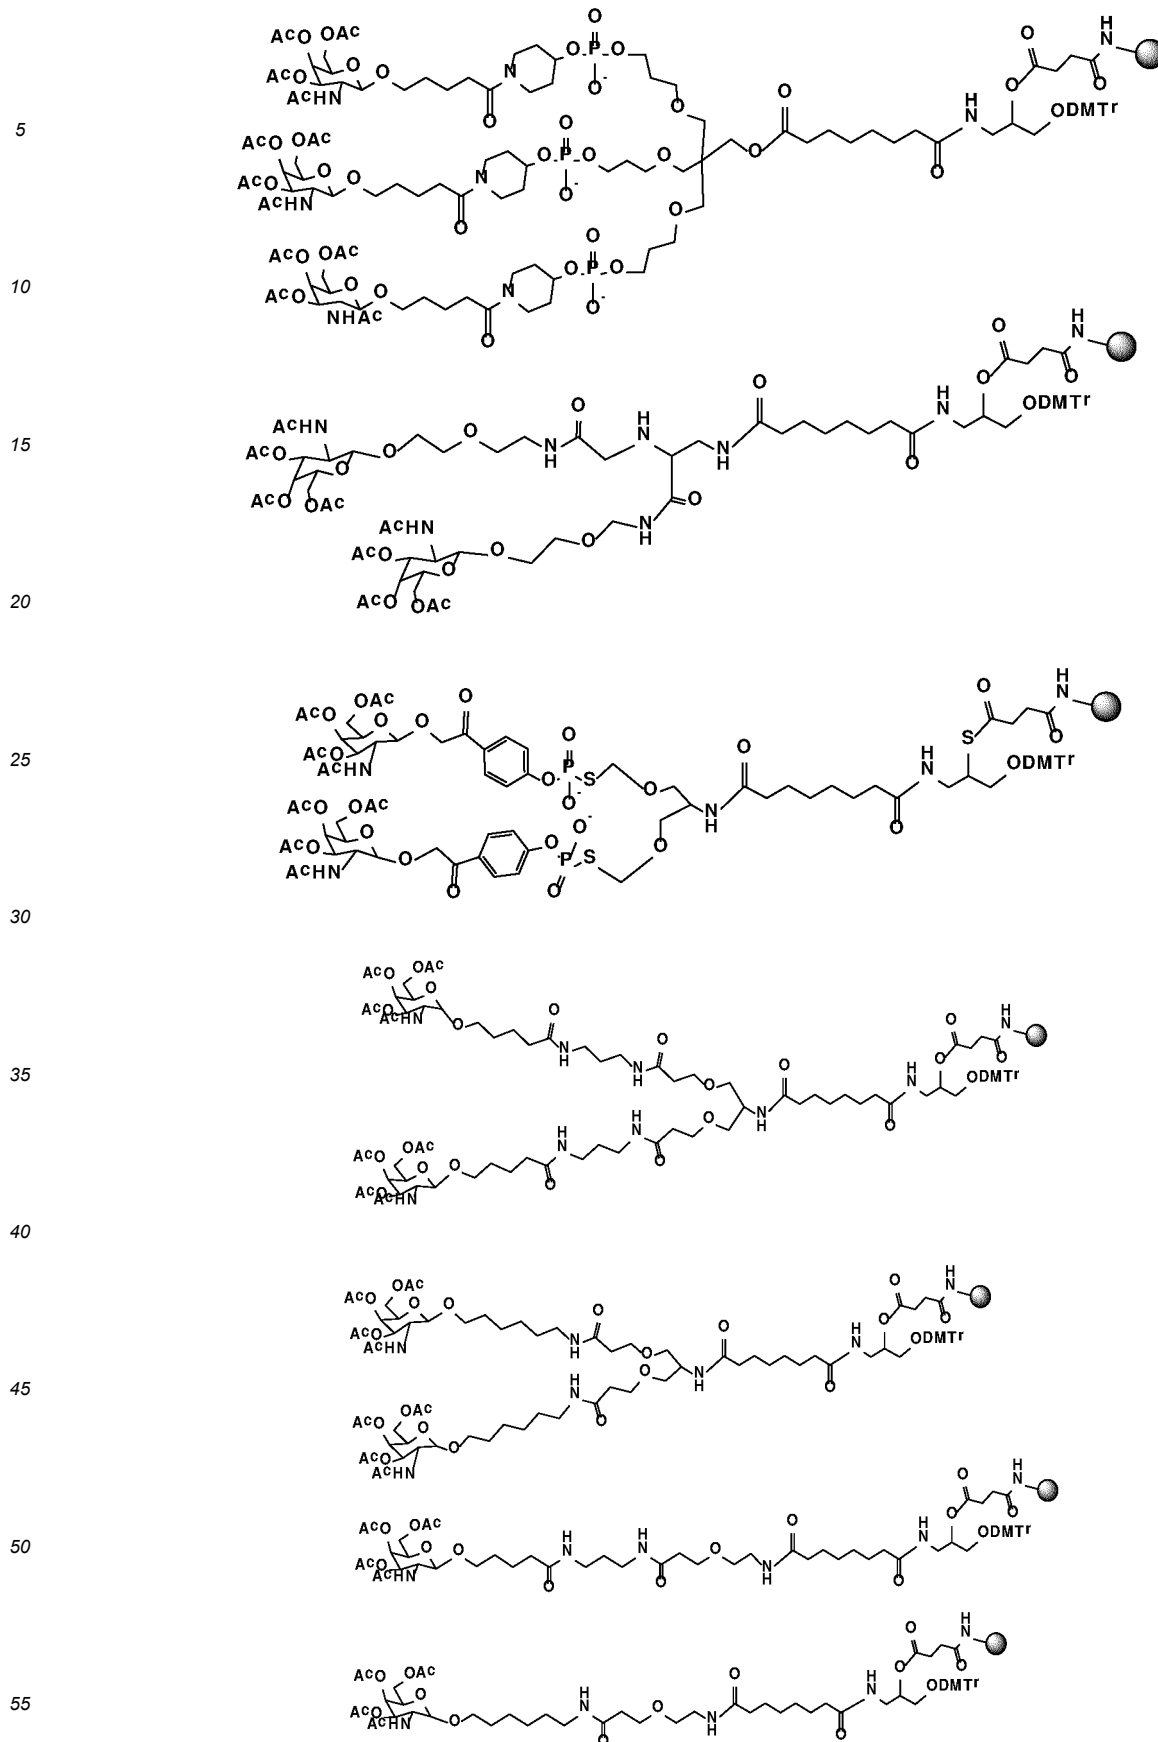 O O H
AcO OAc O P O O N
AcO O O N O- O O ODMTr
AcHN O O H
5 AcO OAc O O O N
AcO O O N O P O O O O
AcHN O O-
AcO OAc O O
10 AcO O O N O P O
NHAc O O-
O H
O N
AcHN O H O H O O
15 AcO O O N N N N ODMTr
O H H O
AcO OAc O
AcHN N
AcO O O O H
O
20 AcO OAc
O H
AcO OAc O O N
AcO O O O S O
25 AcHN O P S O O H ODMTr
AcO OAc O- O- N N
AcO O O O P S O H O
AcHN O O
30
AcO OAc O H
AcO O O N
AcHN O O O O
35 N N O O H ODMTr
H H H O N N
AcO OAc H N O H O
AcO O O N O
AcHN O
40
AcO OAc O H
AcO O O O O N
AcHN N O O H O ODMTr
45 H H O N N
AcO OAc N H O
AcO O O O
AcHN
O H
AcO OAc H H O O N
50 AcO O O N N O H O ODMTr
AcHN O O N N
H O
O H
AcO OAc O O N
55 AcO O H O H O ODMTr
AcHN O N N N
O H O